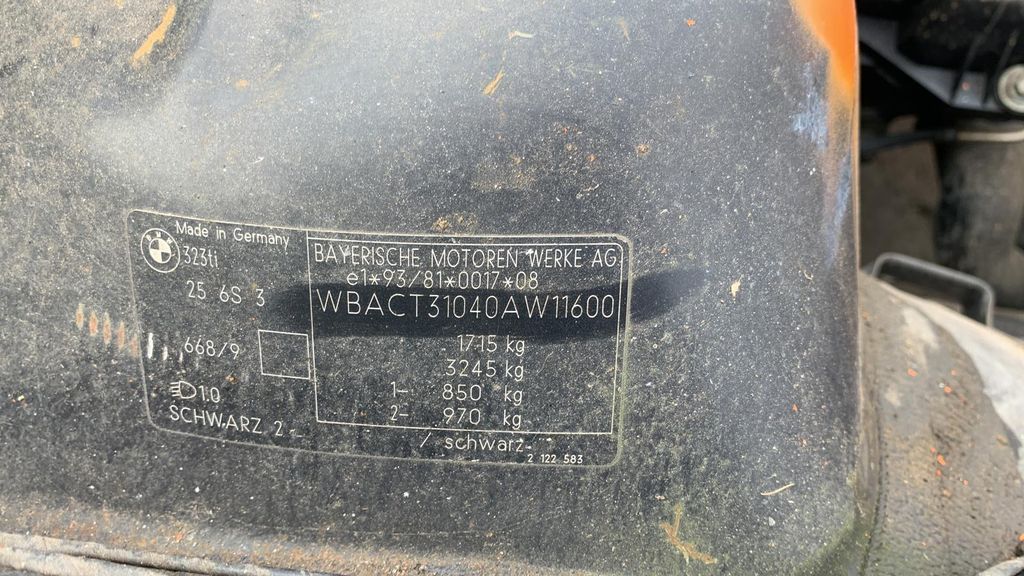 Made in Germany
323ti
25 6S 3
668/9
1.0
SCHWARZ 2
BAYERISCHE MOTOREN WERKE AG
e1*93/81*0017*08
WBACT31040AW11600
1715 kg
3245 kg
1- 850 kg
2- 970 kg
/ schwarz
2 122 583